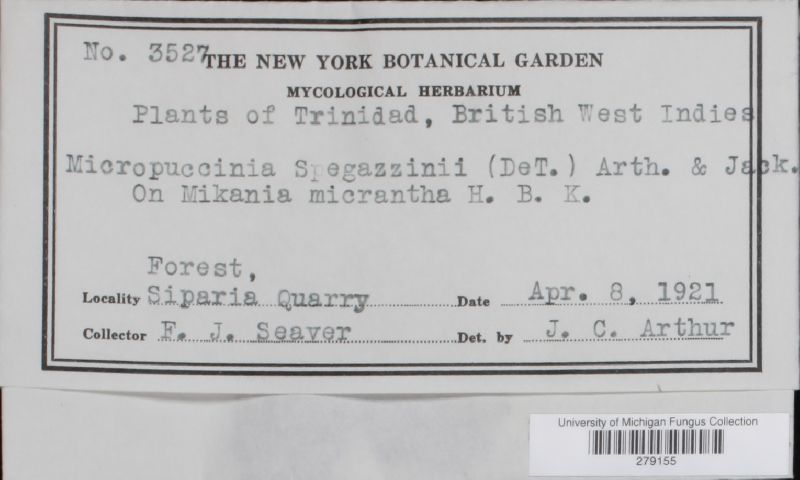 No. 3527 THE NEW YORK BOTANICAL GARDEN
MYCOLOGICAL HERBARIUM
Plants of Trinidad, British West Indies
Micropuccinia Spegazzinii (DeT.) Arth. & Jack.
On Mikania micrantha H. B. K.
Forest,
Locality Siparia Quarry Date Apr. 8, 1921
Collector F. J. Seaver Det. by J. C. Arthur
University of Michigan Fungus Collection
279155